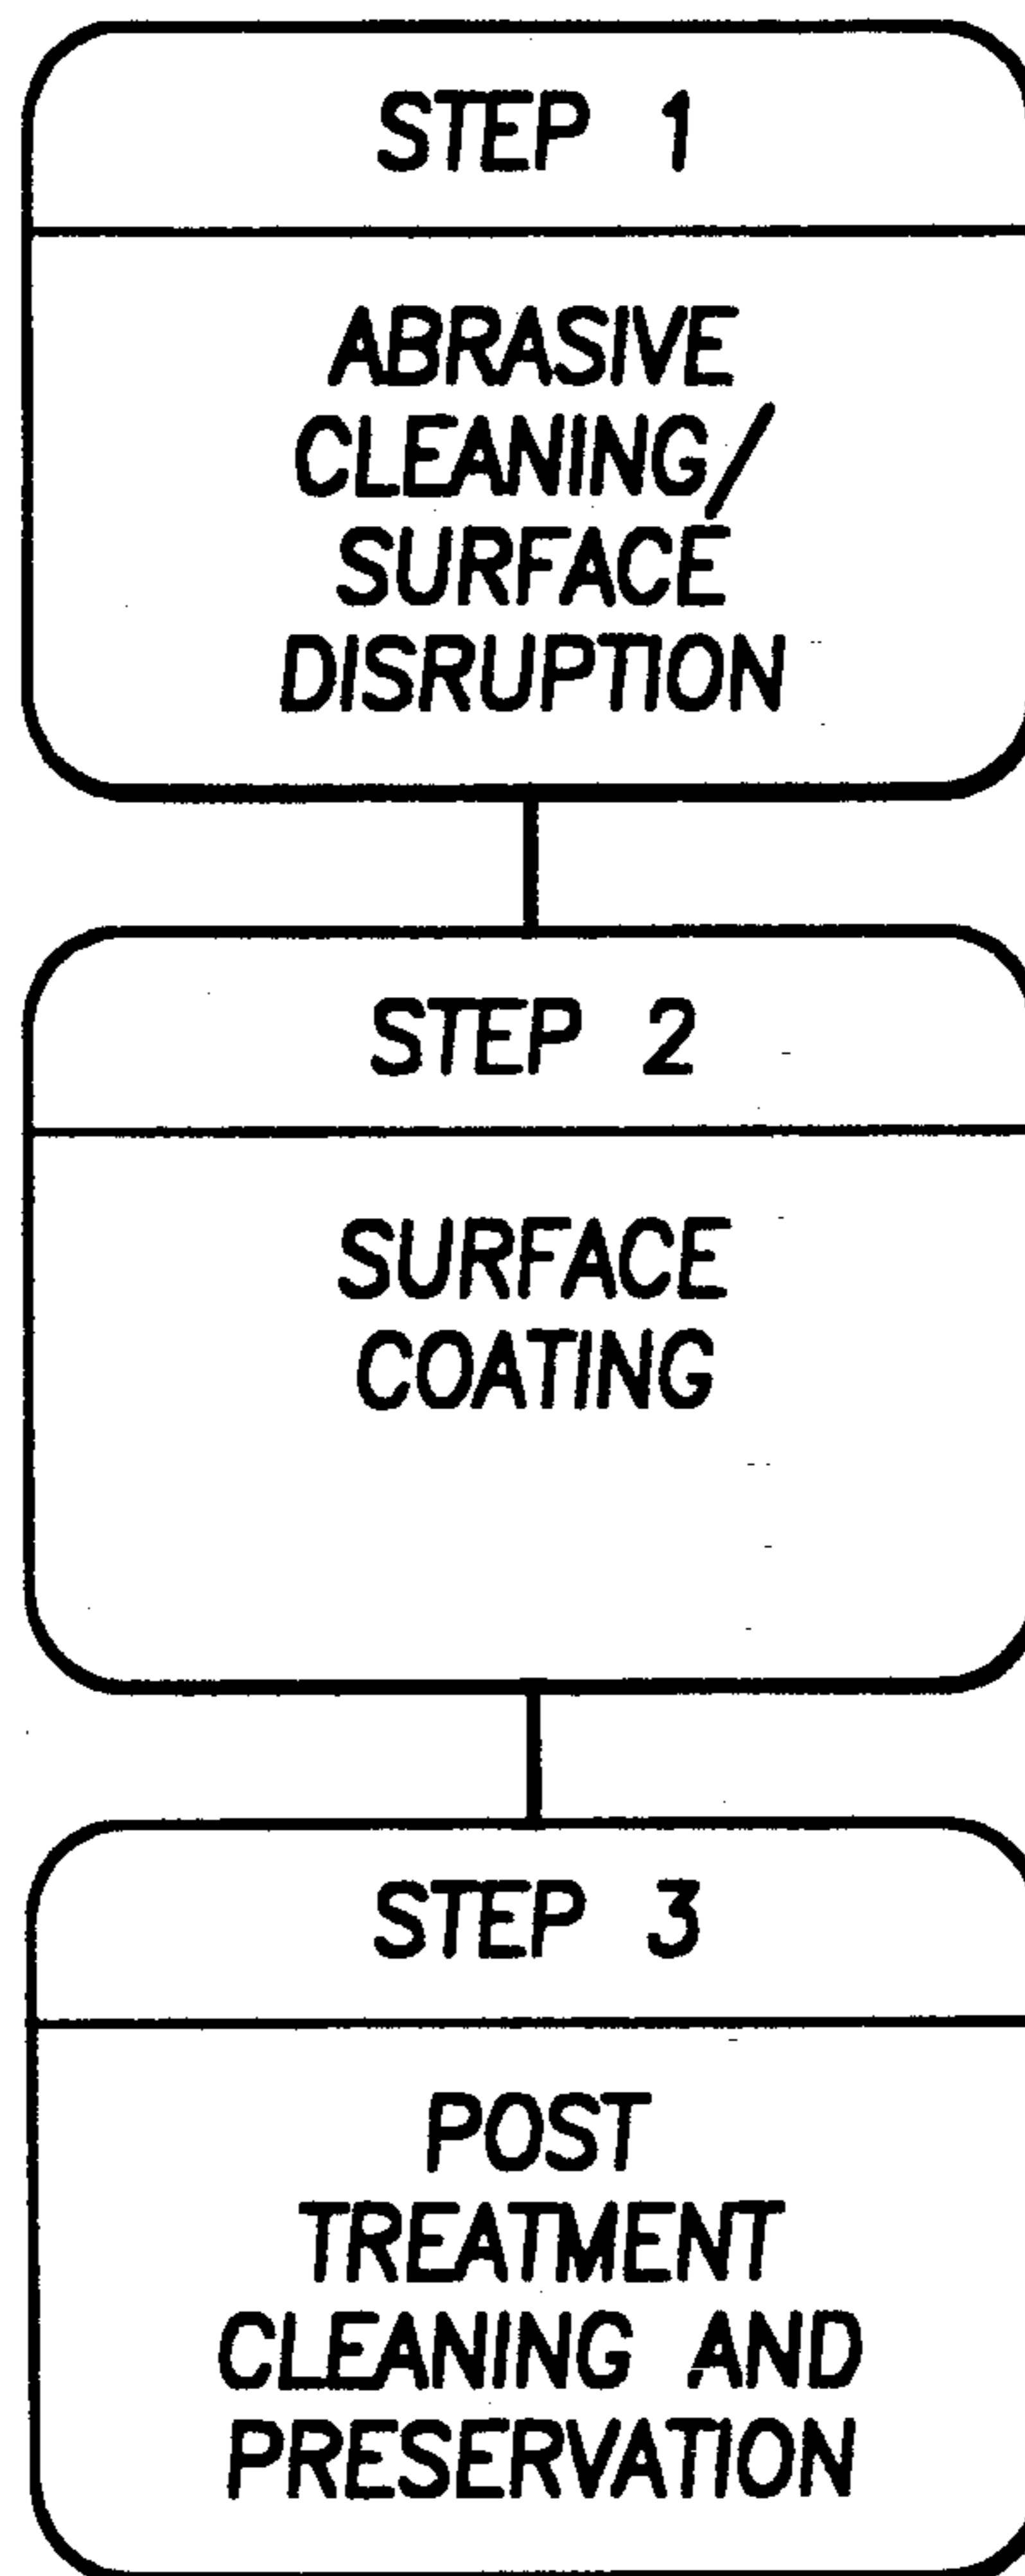 STEP 1
ABRASIVE
CLEANING/
SURFACE
DISRUPTION
STEP 2
SURFACE
COATING
STEP 3
POST
TREATMENT
CLEANING AND
PRESERVATION